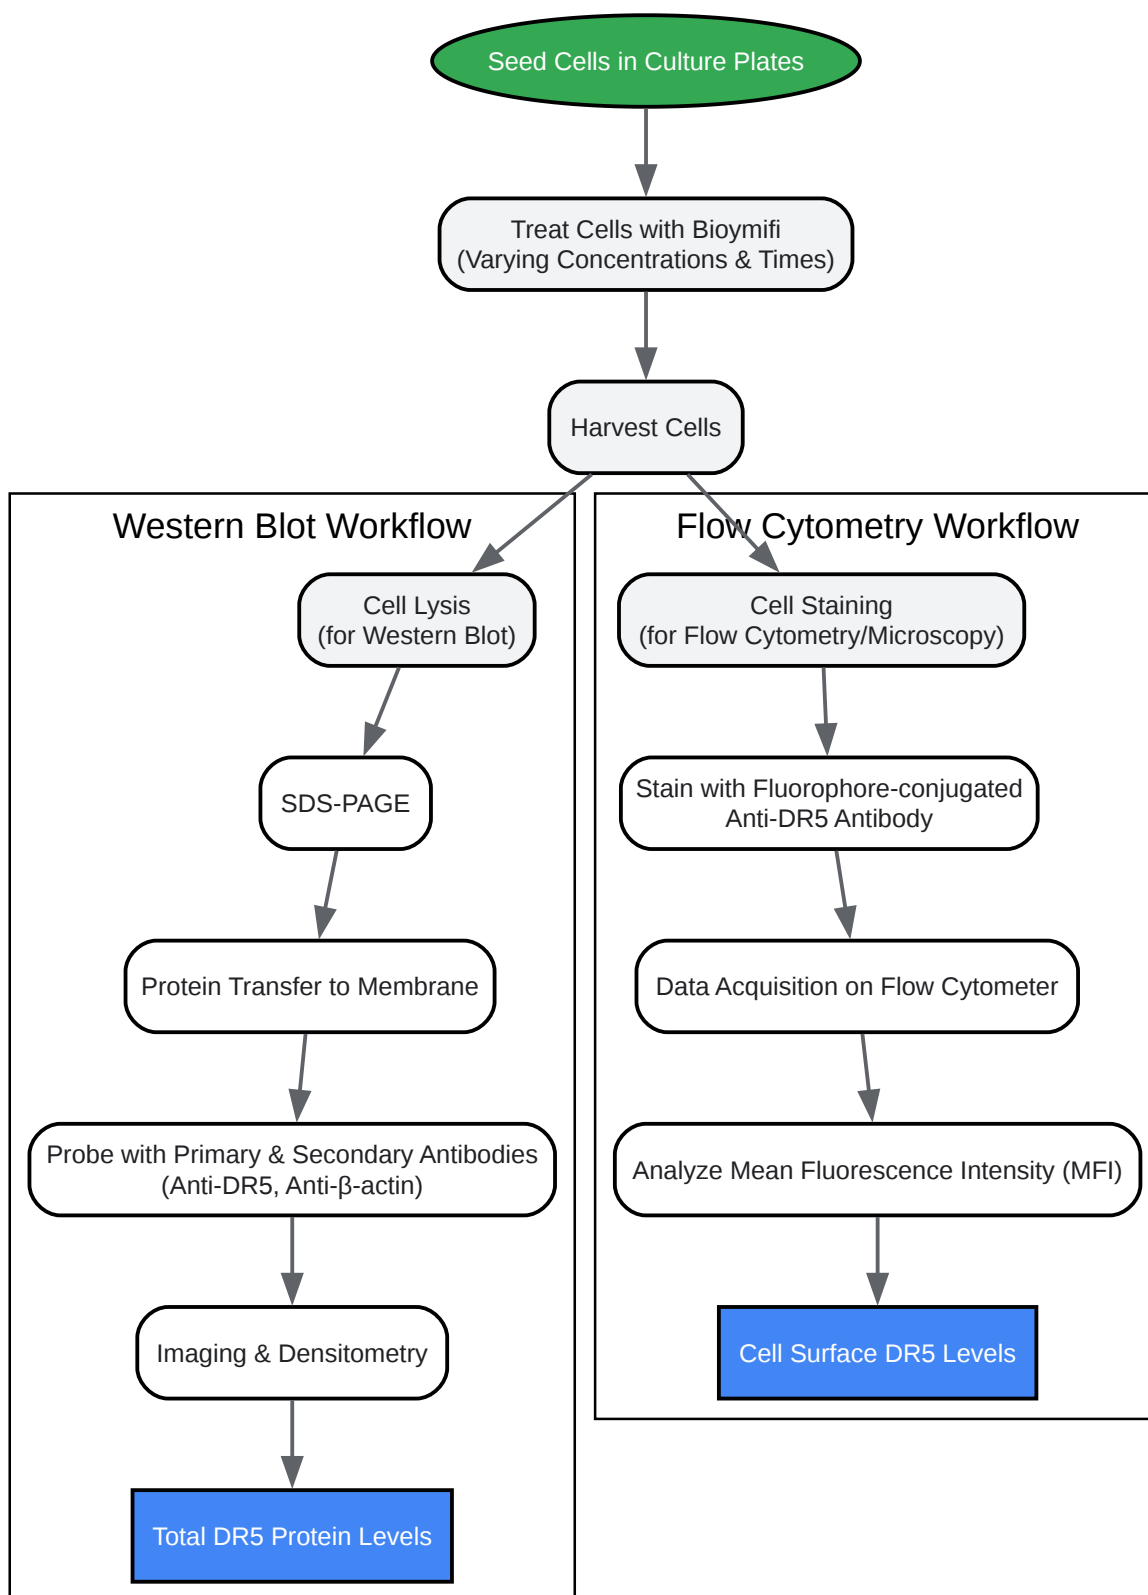 Seed Cells in Culture Plates
Treat Cells with Bioymifi
(Varying Concentrations & Times)
Harvest Cells
Western Blot Workflow
Cell Lysis
(for Western Blot)
SDS-PAGE
Protein Transfer to Membrane
Probe with Primary & Secondary Antibodies
(Anti-DR5, Anti-β-actin)
Imaging & Densitometry
Total DR5 Protein Levels
Flow Cytometry Workflow
Cell Staining
(for Flow Cytometry/Microscopy)
Stain with Fluorophore-conjugated
Anti-DR5 Antibody
Data Acquisition on Flow Cytometer
Analyze Mean Fluorescence Intensity (MFI)
Cell Surface DR5 Levels